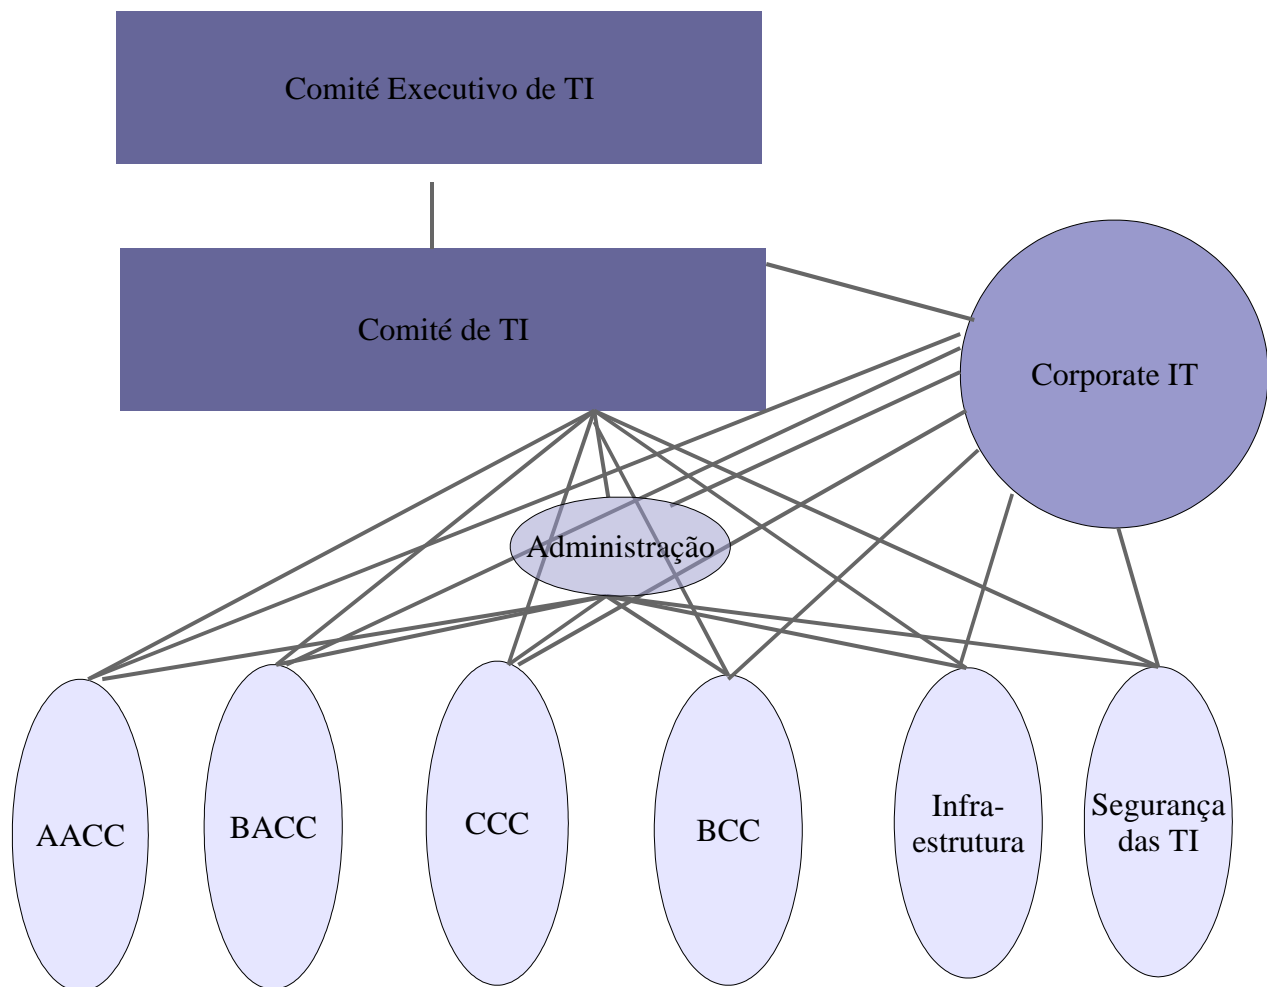 Comité Executivo de TI
Comité de TI
Corporate IT
Administração
AACC
BACC
CCC
BCC
Infra-
estrutura
Segurança
das TI